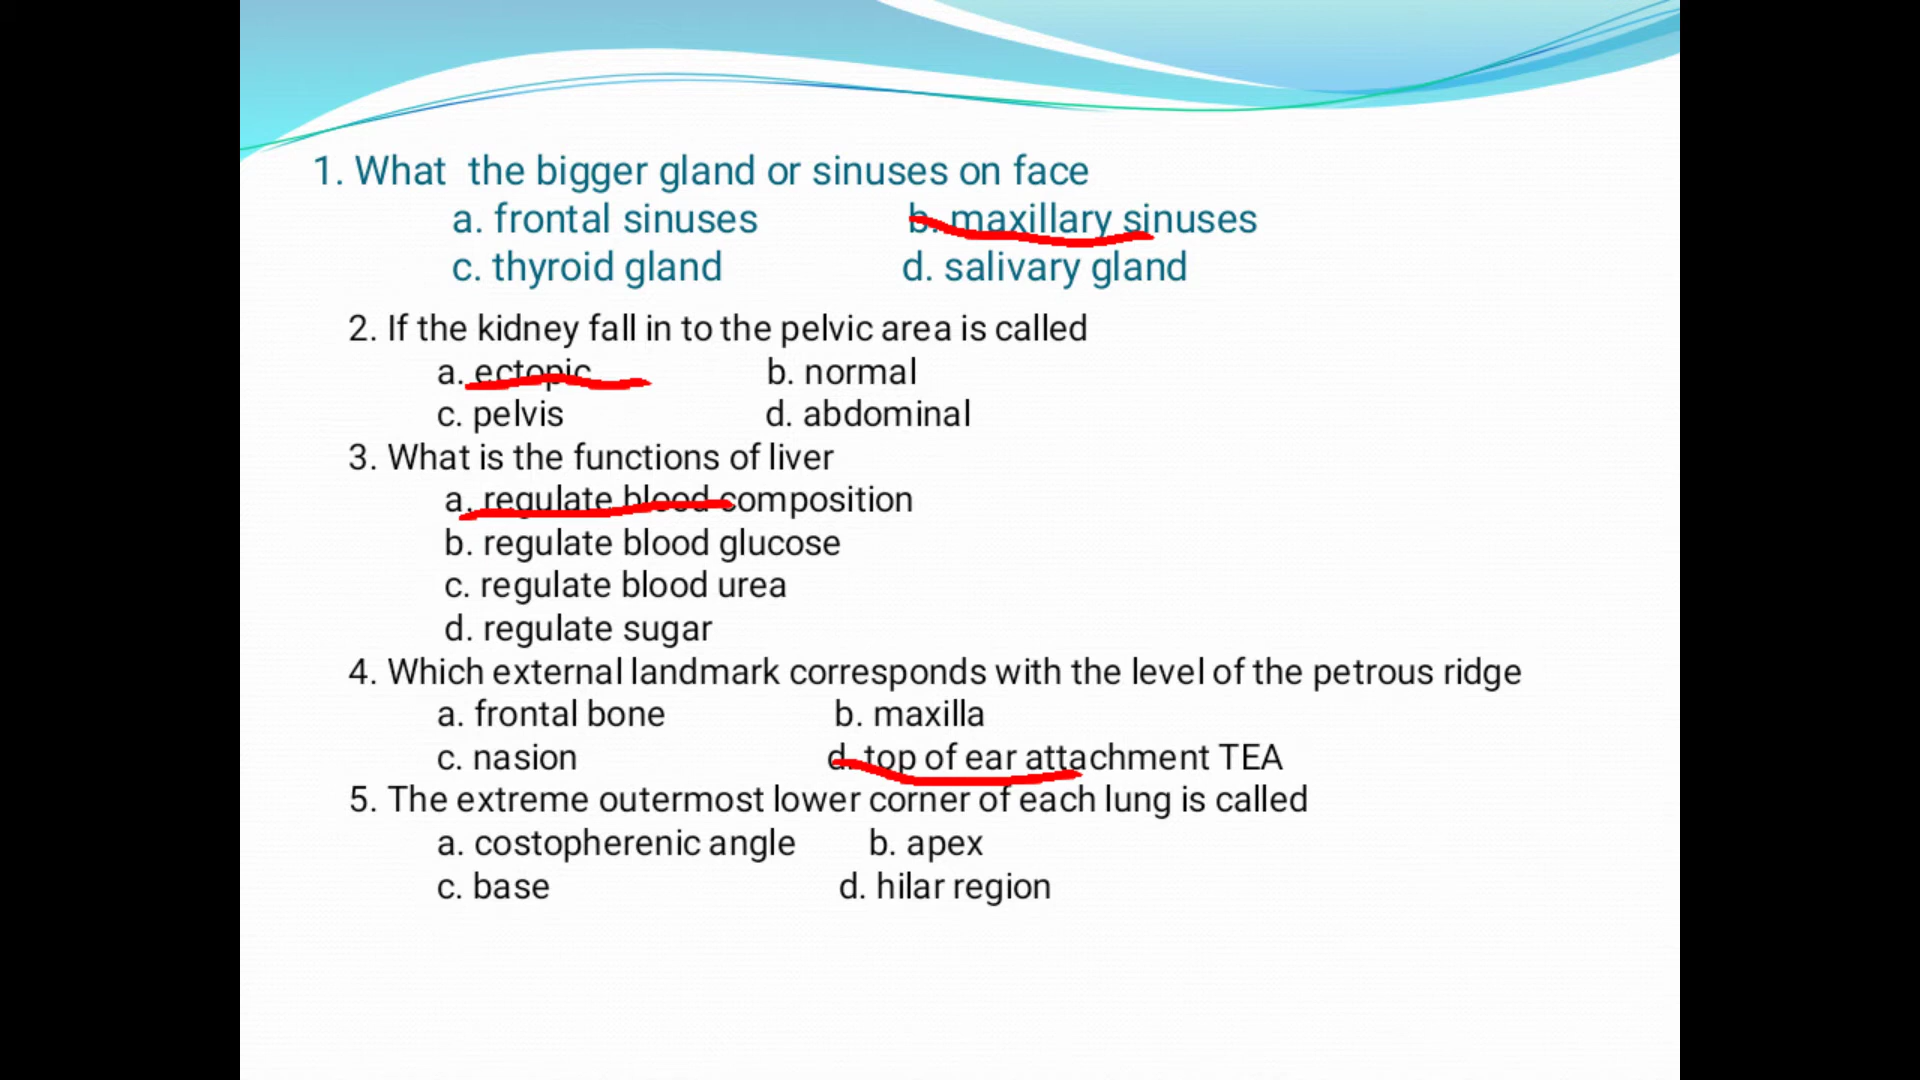 1. What the bigger gland or sinuses on face
a. frontal sinuses b. maxillary sinuses
c. thyroid gland d. salivary gland
2. If the kidney fall in to the pelvic area is called
a. ectopic b. normal
c. pelvis d. abdominal
3. What is the functions of liver
a. regulate blood composition
b. regulate blood glucose
c. regulate blood urea
d. regulate sugar
4. Which external landmark corresponds with the level of the petrous ridge
a. frontal bone b. maxilla
c. nasion d. top of ear attachment TEA
5. The extreme outermost lower corner of each lung is called
a. costopherenic angle b. apex
c. base d. hilar region